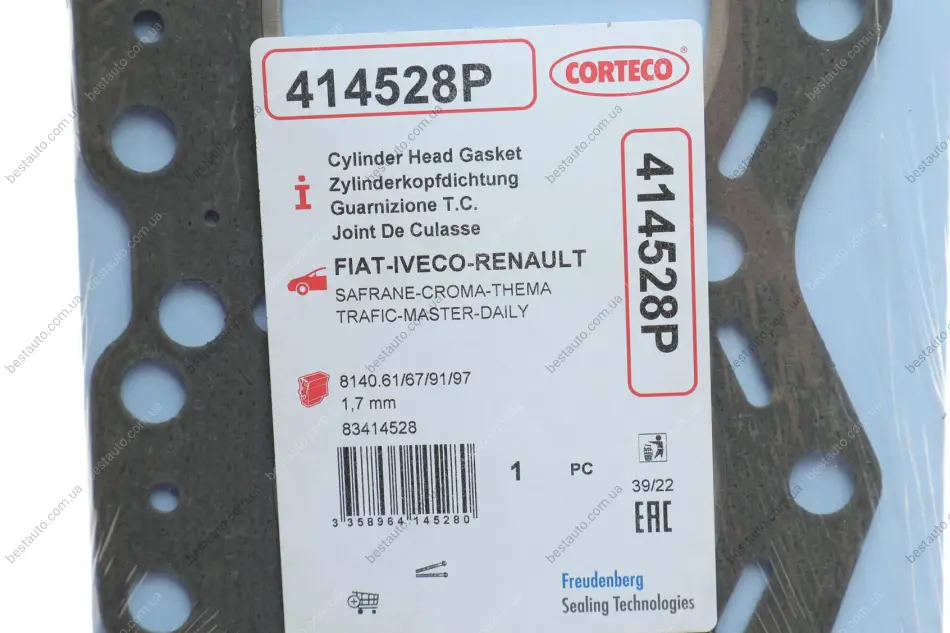 414528P
CORTECO®
Cylinder Head Gasket
Zylinderkopfdichtung
Guarnizione T.C.
Joint De Culasse
414528P
FIAT-IVECO-RENAULT
SAFRANE-CROMA-THEMA
TRAFIC-MASTER-DAILY
8140.61/67/91/97
1,7 mm
83414528
1 PC
3 358964 145280
39/22
EAC
Freudenberg
Sealing Technologies
bestauto.com.ua